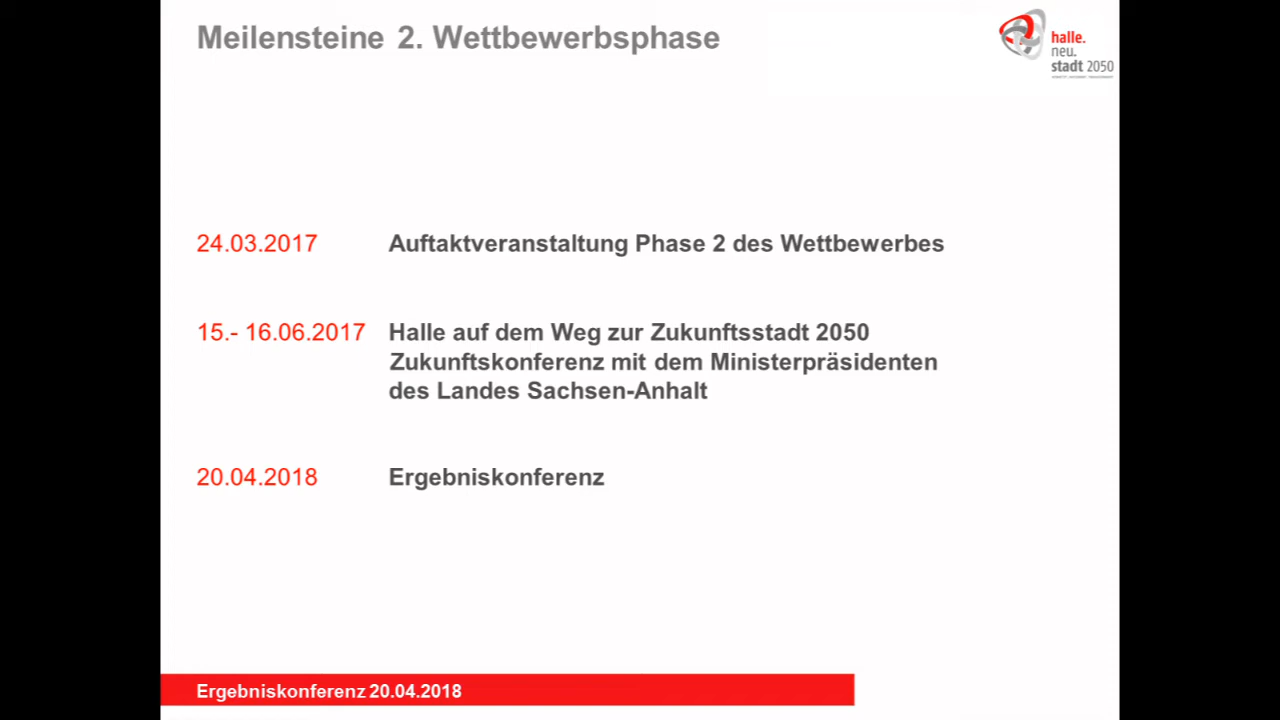 Meilensteine 2. Wettbewerbsphase
halle.
neu.
stadt 2050
24.03.2017 Auftaktveranstaltung Phase 2 des Wettbewerbes
15.- 16.06.2017 Halle auf dem Weg zur Zukunftsstadt 2050
Zukunftskonferenz mit dem Ministerpräsidenten
des Landes Sachsen-Anhalt
20.04.2018 Ergebniskonferenz
Ergebniskonferenz 20.04.2018